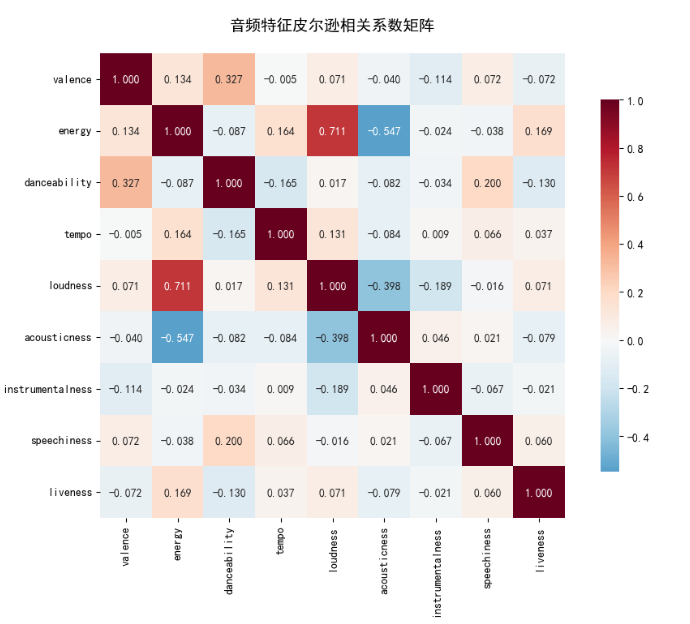 音频特征皮尔逊相关系数矩阵
valence 1.000 0.134 0.327 -0.005 0.071 -0.040 -0.114 0.072 -0.072
energy 0.134 1.000 -0.087 0.164 0.711 -0.547 -0.024 -0.038 0.169
danceability 0.327 -0.087 1.000 -0.165 0.017 -0.082 -0.034 0.200 -0.130
tempo -0.005 0.164 -0.165 1.000 0.131 -0.084 0.009 0.066 0.037
loudness 0.071 0.711 0.017 0.131 1.000 -0.398 -0.189 -0.016 0.071
acousticness -0.040 -0.547 -0.082 -0.084 -0.398 1.000 0.046 0.021 -0.079
instrumentalness -0.114 -0.024 -0.034 0.009 -0.189 0.046 1.000 -0.067 -0.021
speechiness 0.072 -0.038 0.200 0.066 -0.016 0.021 -0.067 1.000 0.060
liveness -0.072 0.169 -0.130 0.037 0.071 -0.079 -0.021 0.060 1.000
valence energy danceability tempo loudness acousticness instrumentalness speechiness liveness
1.0
0.8
0.6
0.4
0.2
0.0
-0.2
-0.4